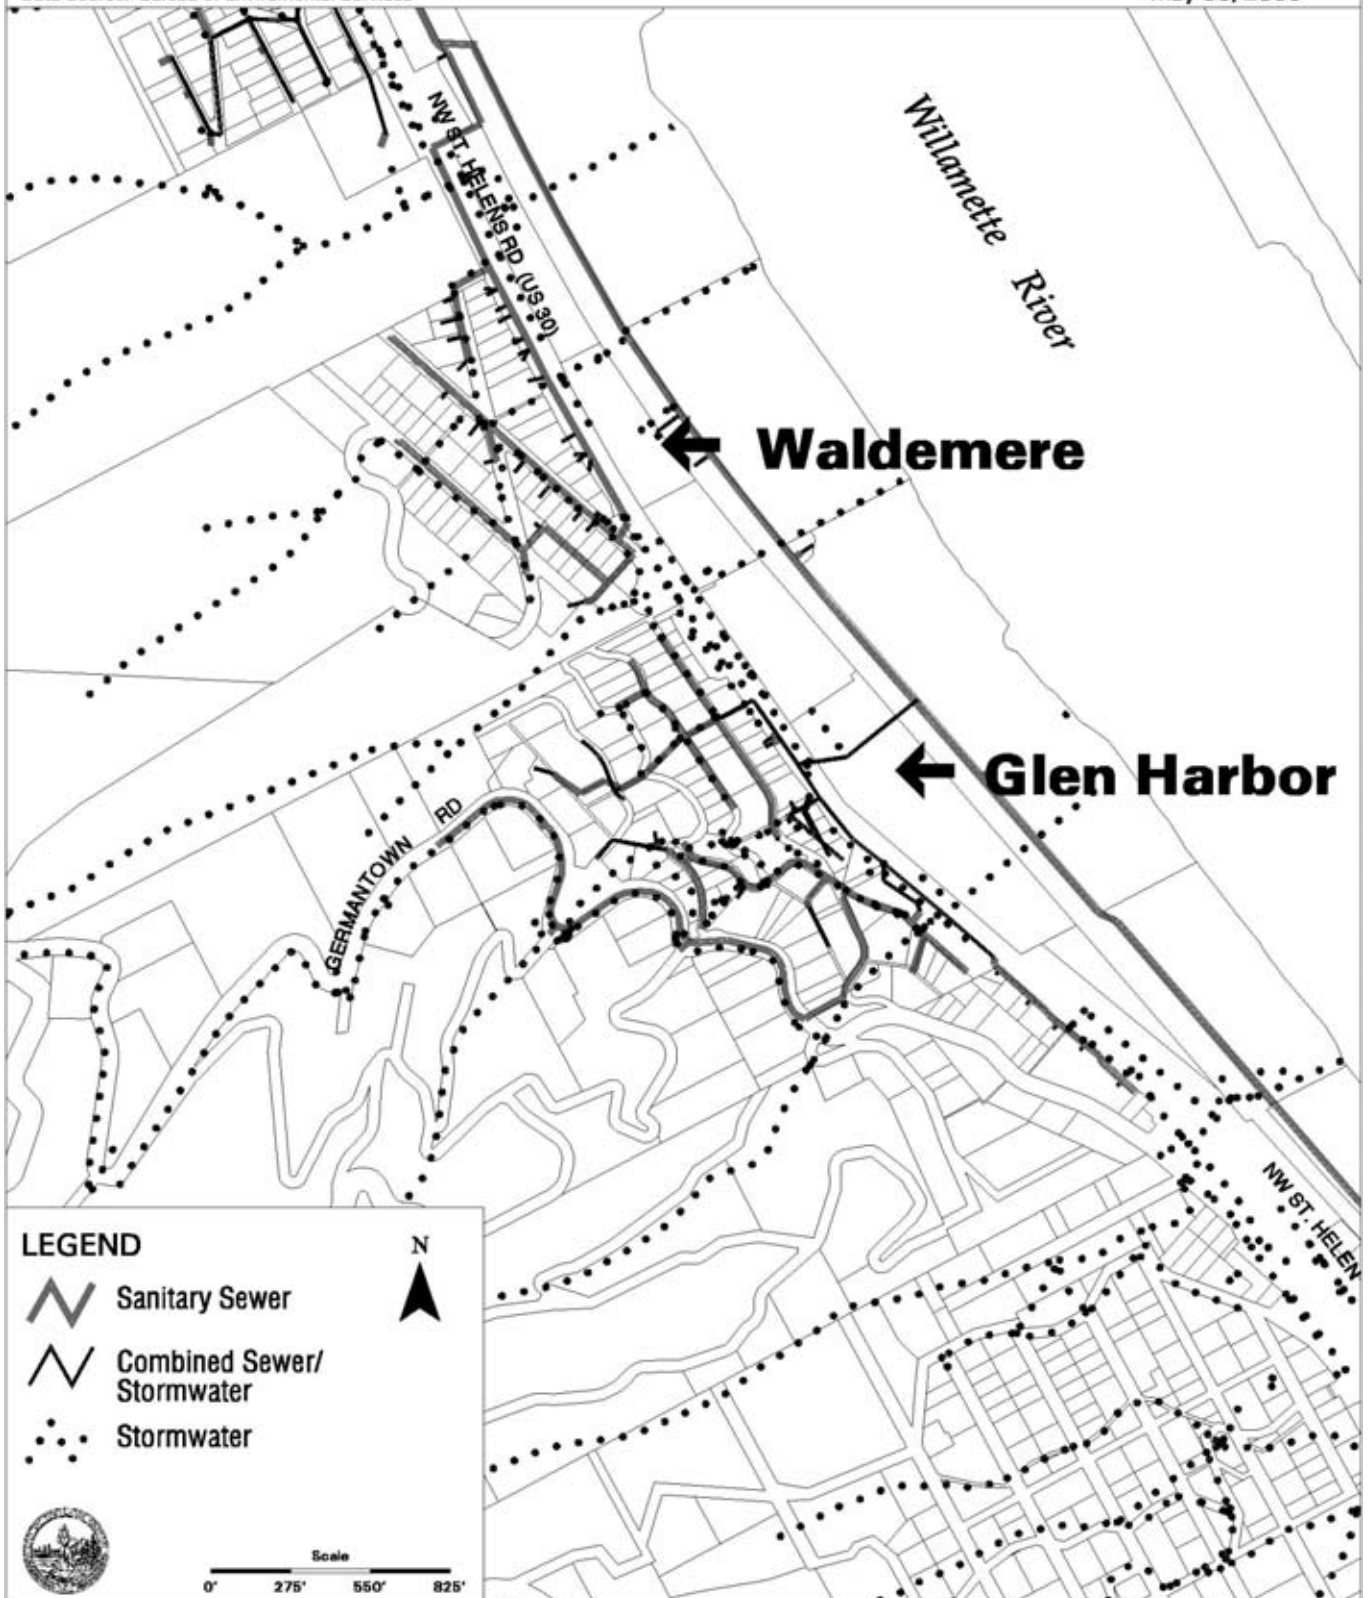 NW ST. HELENS RD (US 30)
Willamette River
Waldemere
Glen Harbor
GERMANTOWN RD
NW ST. HELEN
LEGEND
N
Sanitary Sewer
Combined Sewer/
Stormwater
Stormwater
Scale
0' 275' 550' 825'